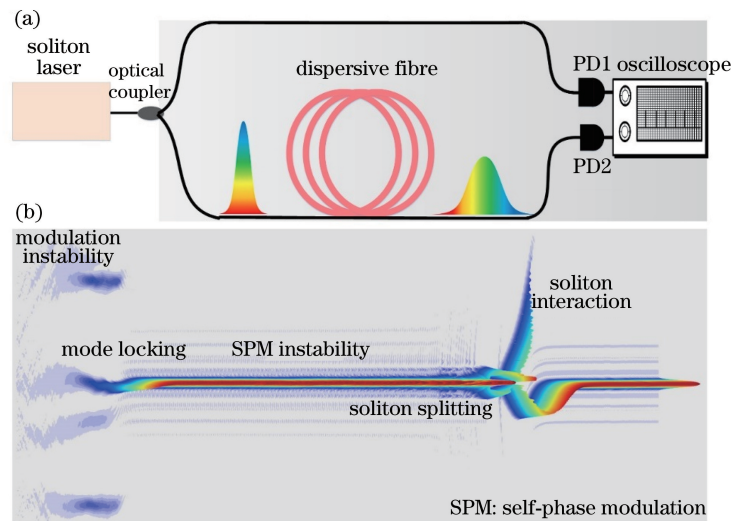 (a)
soliton
laser
optical
coupler
dispersive fibre
PD1 oscilloscope
PD2
(b)
modulation
instability
soliton
interaction
mode locking
SPM instability
soliton splitting
SPM: self-phase modulation